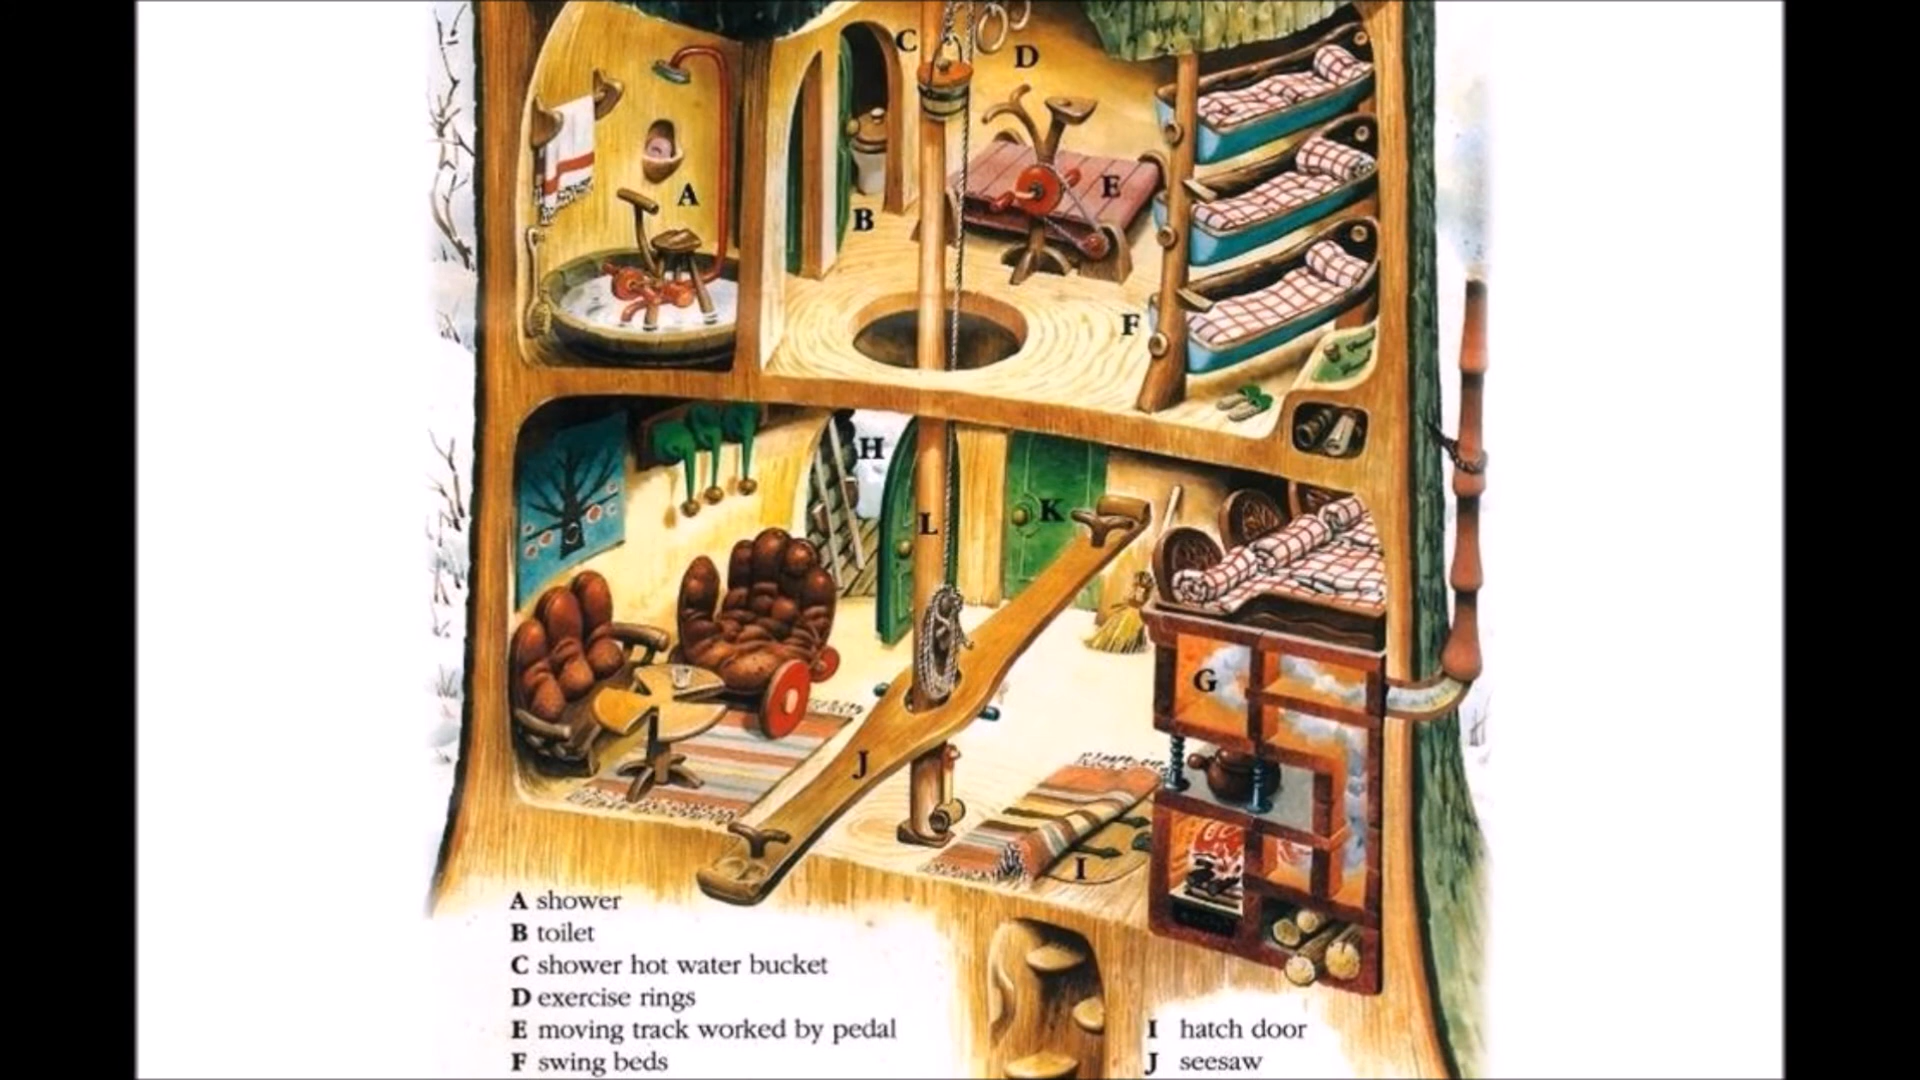 C
D
A
E
B
F
H
L
K
G
J
I
A shower
B toilet
C shower hot water bucket
D exercise rings
E moving track worked by pedal
F swing beds
I hatch door
J seesaw